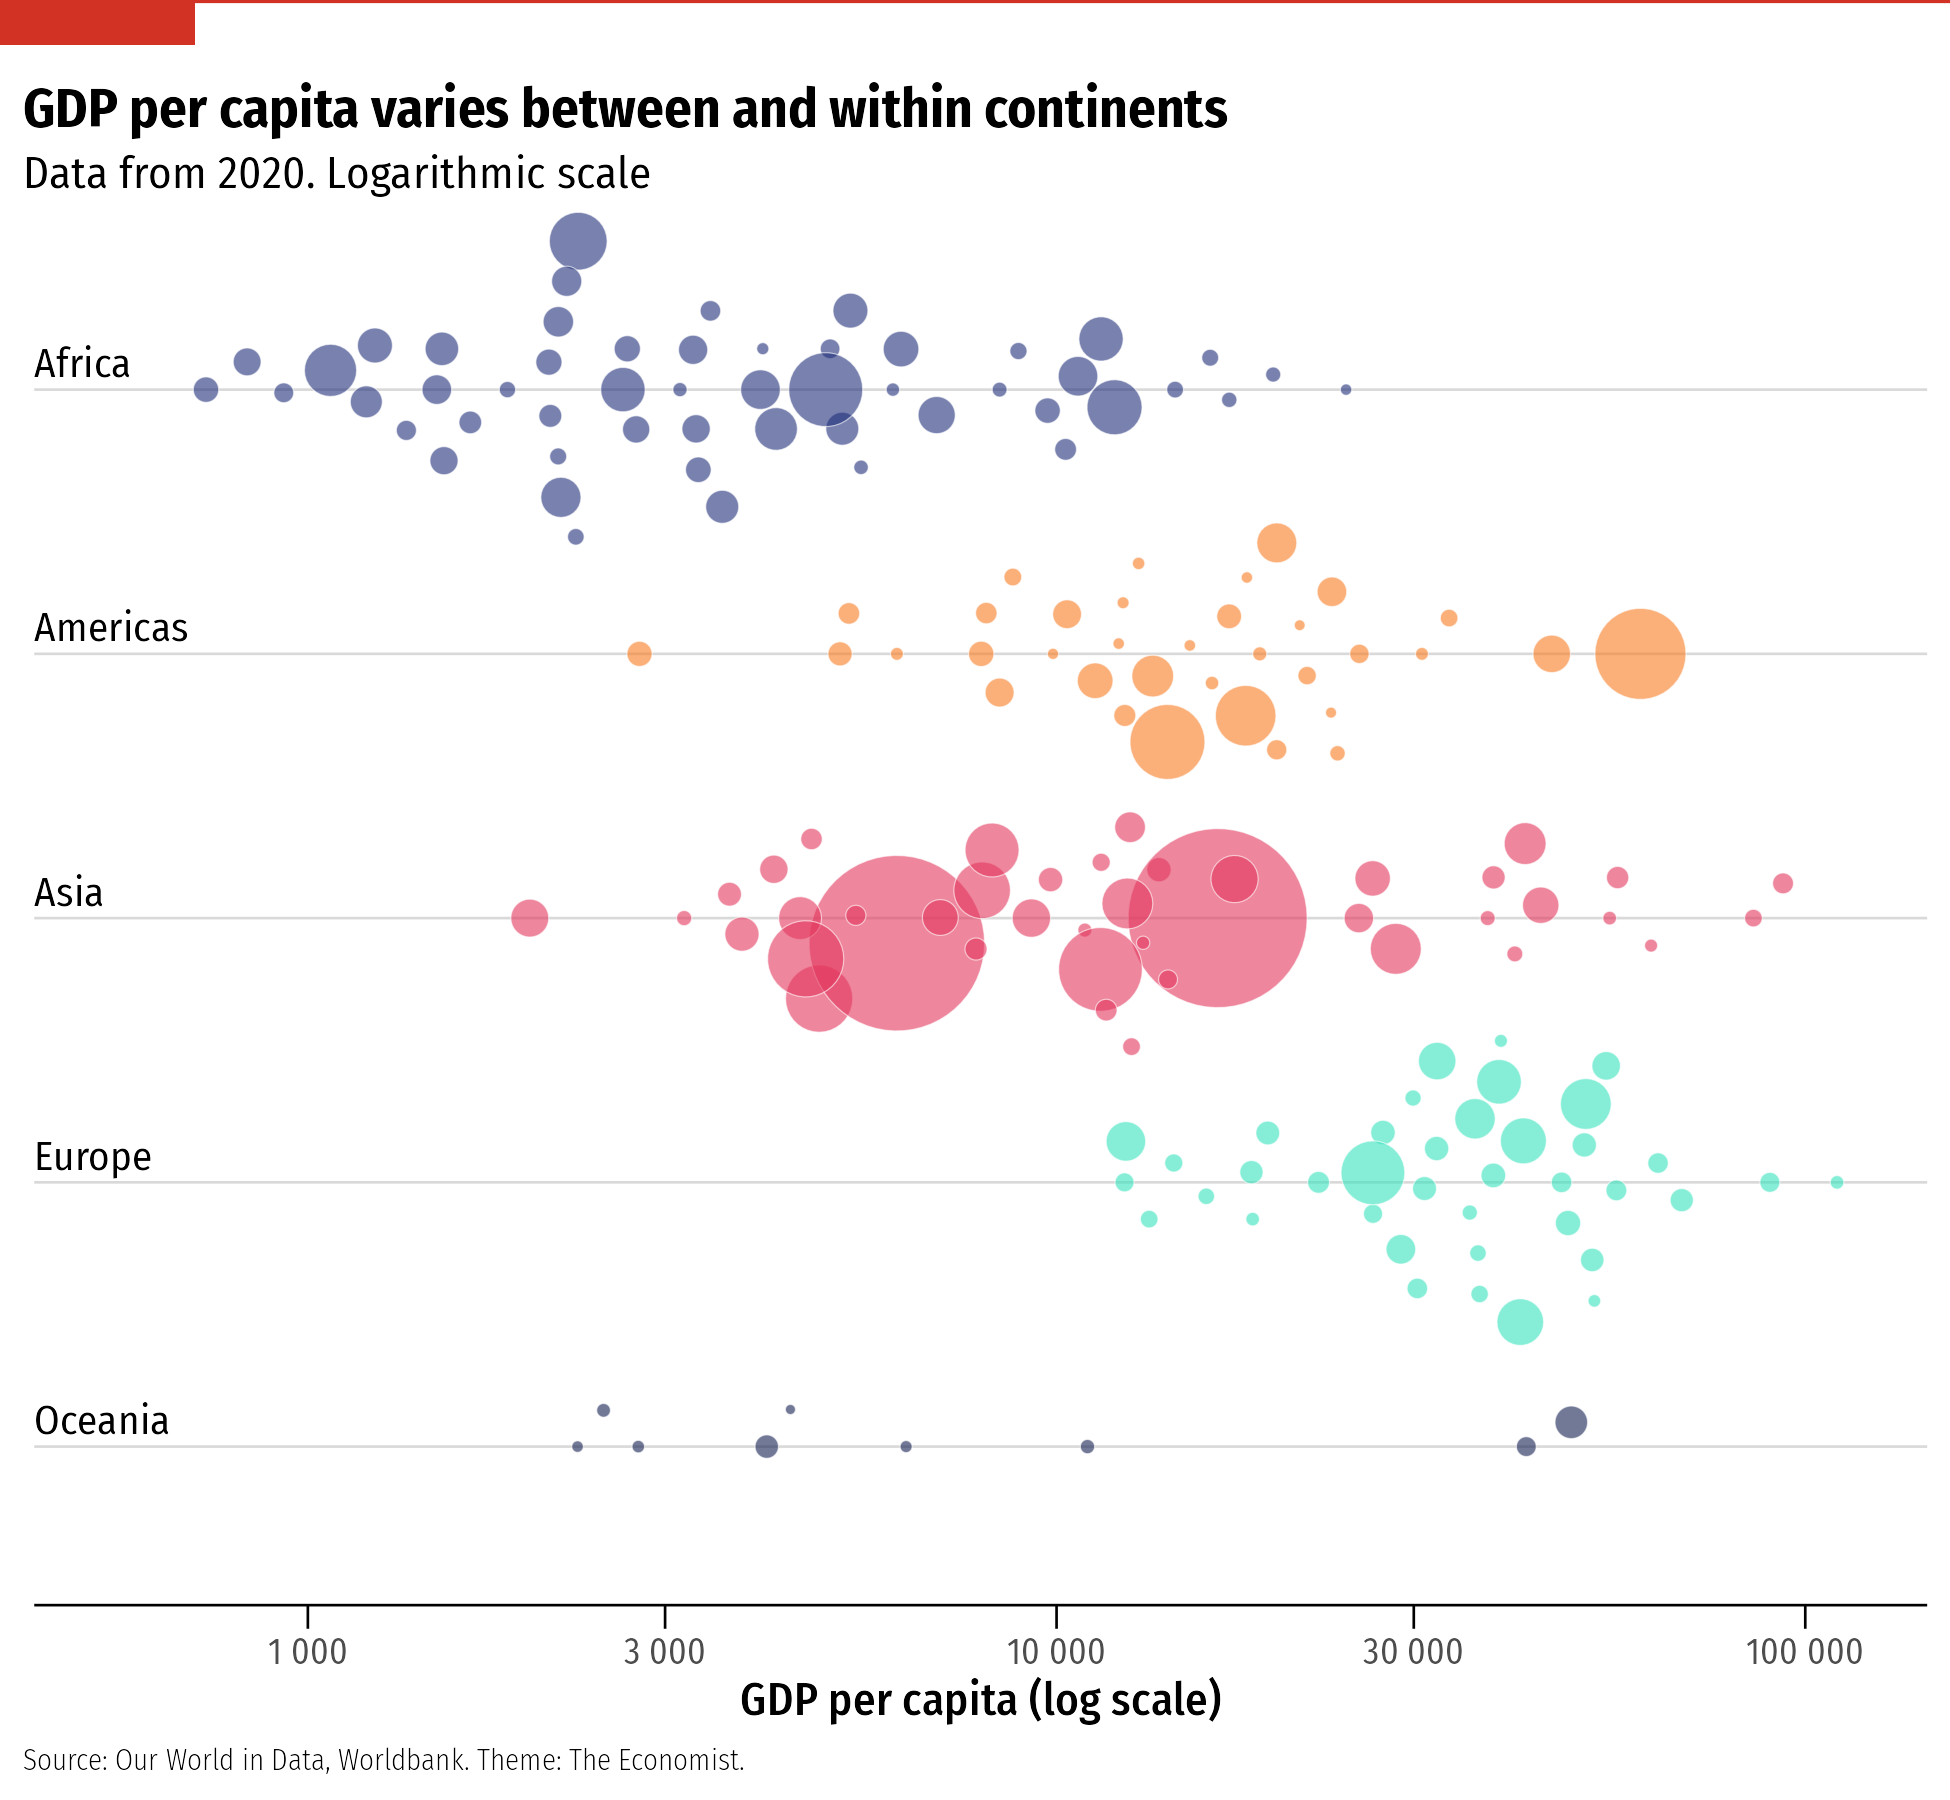 GDP per capita varies between and within continents
Data from 2020. Logarithmic scale
Africa
Americas
Asia
Europe
Oceania
1 000 3 000 10 000 30 000 100 000
GDP per capita (log scale)
Source: Our World in Data, Worldbank. Theme: The Economist.